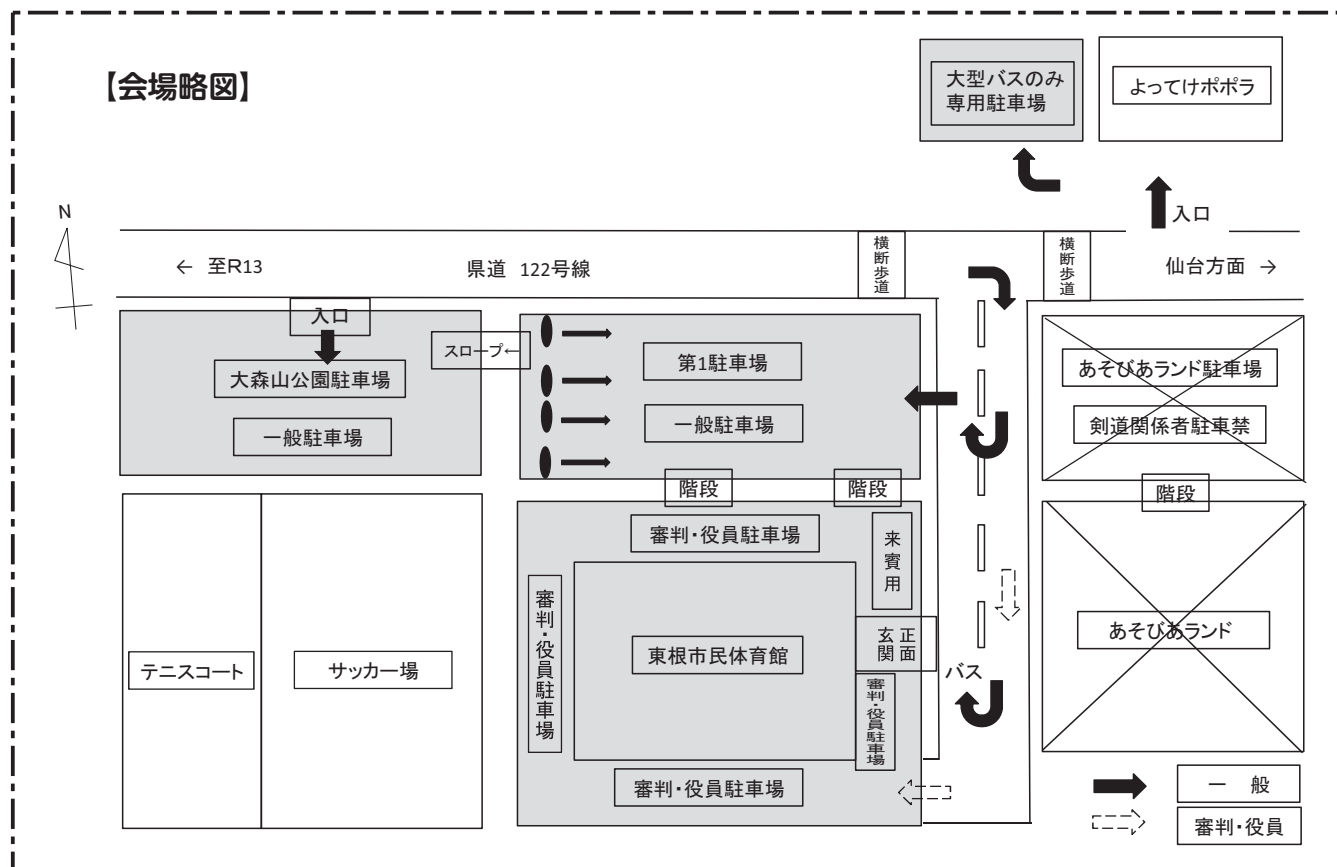 【会場略図】
大型バスのみ
専用駐車場
よってけポポラ
N
入口
← 至R13
県道 122号線
横断歩道
横断歩道
仙台方面 →
入口
スロープ←
大森山公園駐車場
一般駐車場
第1駐車場
一般駐車場
あそびあランド駐車場
剣道関係者駐車禁
階段
階段
階段
審判・役員駐車場
来賓用
審判・役員駐車場
東根市民体育館
正面
玄関
バス
審判・役員駐車場
審判・役員駐車場
テニスコート
サッカー場
あそびあランド
一 般
審判・役員